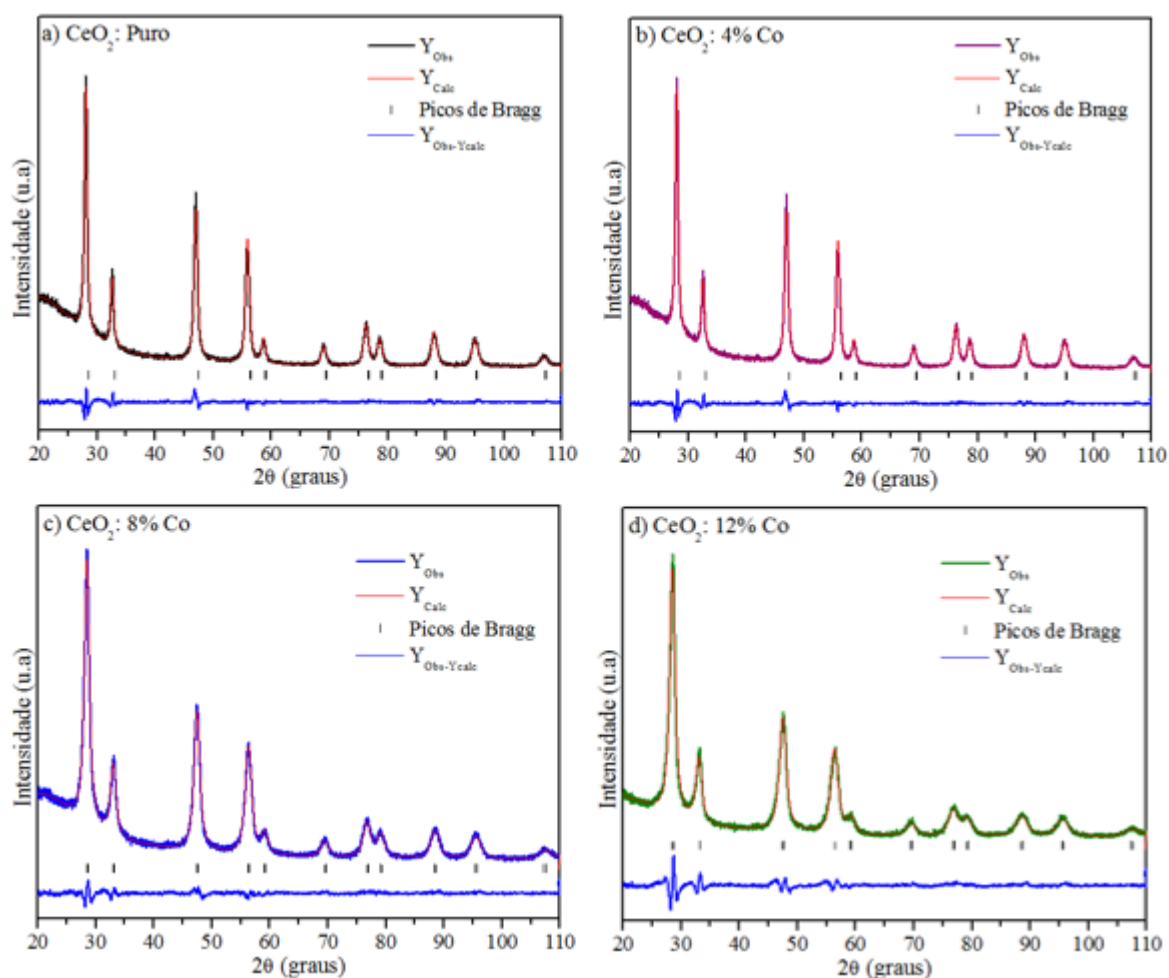 a) CeO2: Puro
YObs
YCalc
Picos de Bragg
YObs-Ycalc
Intensidade (u.a)
20 30 40 50 60 70 80 90 100 110
2θ (graus)
b) CeO2: 4% Co
YObs
YCalc
Picos de Bragg
YObs-Ycalc
Intensidade (u.a)
20 30 40 50 60 70 80 90 100 110
2θ (graus)
c) CeO2: 8% Co
YObs
YCalc
Picos de Bragg
YObs-Ycalc
Intensidade (u.a)
20 30 40 50 60 70 80 90 100 110
2θ (graus)
d) CeO2: 12% Co
YObs
YCalc
Picos de Bragg
YObs-Ycalc
Intensidade (u.a)
20 30 40 50 60 70 80 90 100 110
2θ (graus)